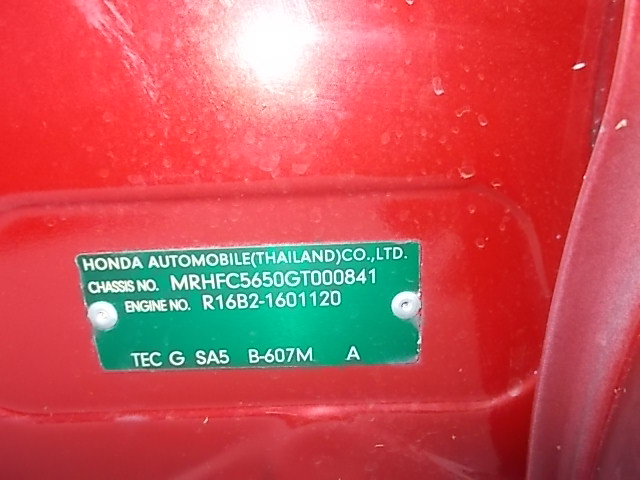 HONDA AUTOMOBILE(THAILAND)CO.,LTD.
CHASSIS NO. MRHFC5650GT000841
ENGINE NO. R16B2-1601120
TEC G SA5 B-607M A